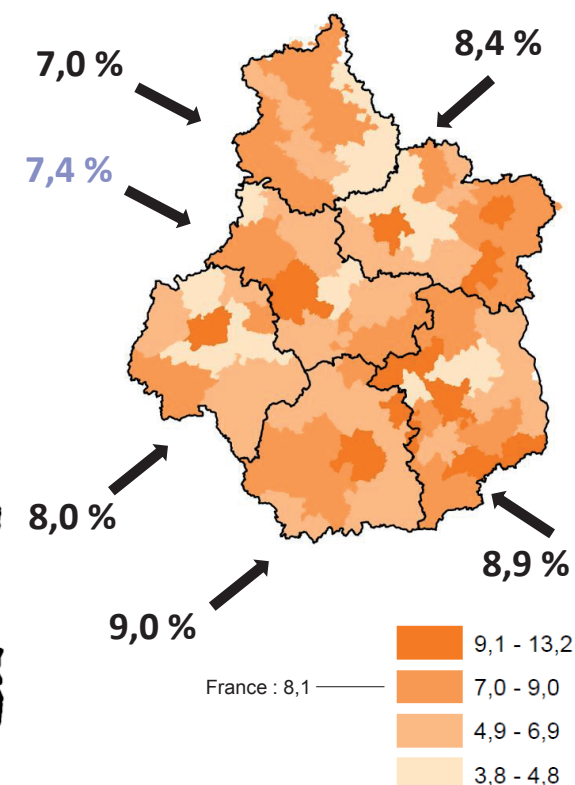 8,4 %
7,0 %
7,4 %
8,0 %
8,9 %
9,0 %
9,1 - 13,2
France : 8,1
7,0 - 9,0
4,9 - 6,9
3,8 - 4,8